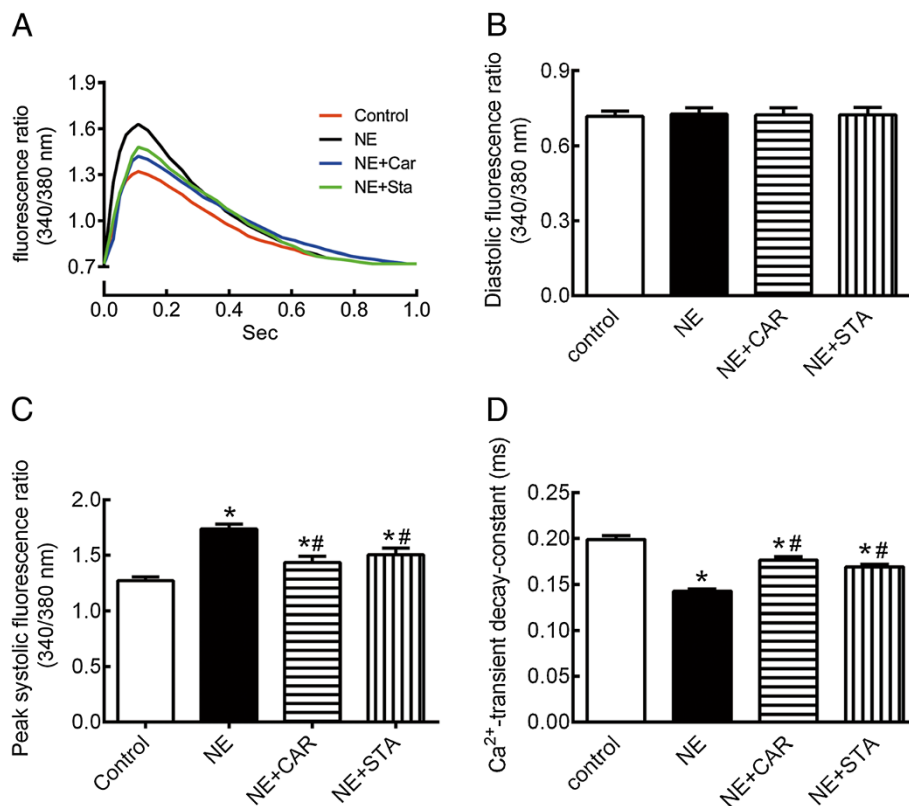 A
fluorescence ratio
(340/380 nm)
1.9
1.6
1.3
1.0
0.7
Control
NE
NE+Car
NE+Sta
0.0 0.2 0.4 0.6 0.8 1.0
Sec
B
Diastolic fluorescence ratio
(340/380 nm)
0.9
0.6
0.3
0.0
control NE NE+CAR NE+STA
C
Peak systolic fluorescence ratio
(340/380 nm)
2.0
1.5
1.0
0.5
0.0
* *# *#
Control NE NE+CAR NE+STA
D
Ca²⁺-transient decay-constant (ms)
0.25
0.20
0.15
0.10
0.05
0.00
* *# *#
control NE NE+CAR NE+STA